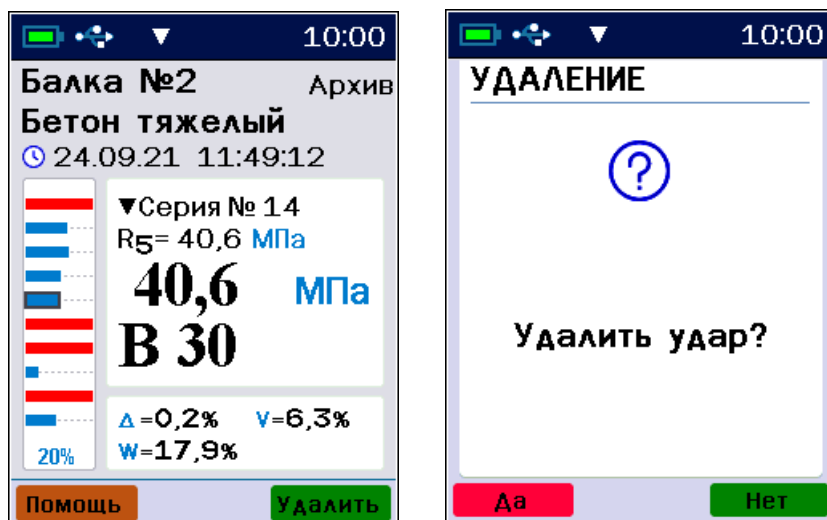 10:00
Балка №2 Архив
Бетон тяжелый
24.09.21 11:49:12
▼Серия № 14
R5= 40,6 МПа
40,6 МПа
В 30
Δ=0,2% V=6,3%
20% W=17,9%
Помощь Удалить
10:00
УДАЛЕНИЕ
?
Удалить удар?
Да Нет